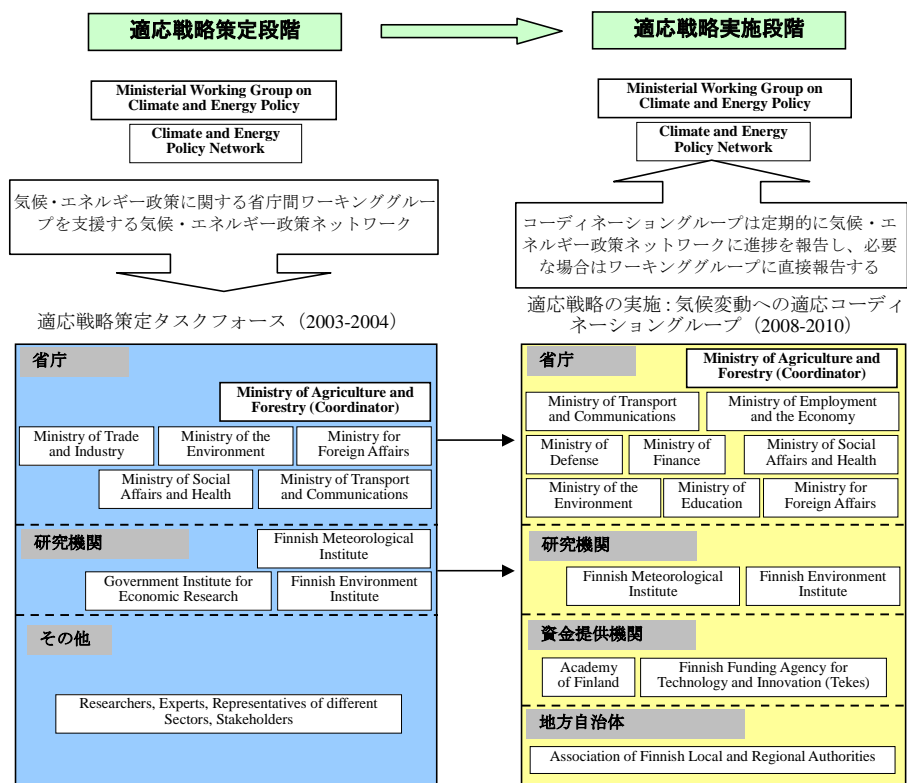 適応戦略策定段階
適応戦略実施段階
Ministerial Working Group on
Climate and Energy Policy
Climate and Energy
Policy Network
気候・エネルギー政策に関する省庁間ワーキンググルー
プを支援する気候・エネルギー政策ネットワーク
適応戦略策定タスクフォース（2003-2004）
省庁
Ministry of Agriculture and
Forestry (Coordinator)
Ministry of Trade
and Industry
Ministry of the
Environment
Ministry for
Foreign Affairs
Ministry of Social
Affairs and Health
Ministry of Transport
and Communications
研究機関
Finnish Meteorological
Institute
Government Institute for
Economic Research
Finnish Environment
Institute
その他
Researchers, Experts, Representatives of different
Sectors, Stakeholders
Ministerial Working Group on
Climate and Energy Policy
Climate and Energy
Policy Network
コーディネーショングループは定期的に気候・エ
ネルギー政策ネットワークに進捗を報告し、必要
な場合はワーキンググループに直接報告する
適応戦略の実施：気候変動への適応コーディ
ネーショングループ（2008-2010）
省庁
Ministry of Agriculture and
Forestry (Coordinator)
Ministry of Transport
and Communications
Ministry of Employment
and the Economy
Ministry of
Defense
Ministry of
Finance
Ministry of Social
Affairs and Health
Ministry of the
Environment
Ministry of
Education
Ministry for
Foreign Affairs
研究機関
Finnish Meteorological
Institute
Finnish Environment
Institute
資金提供機関
Academy
of Finland
Finnish Funding Agency for
Technology and Innovation (Tekes)
地方自治体
Association of Finnish Local and Regional Authorities